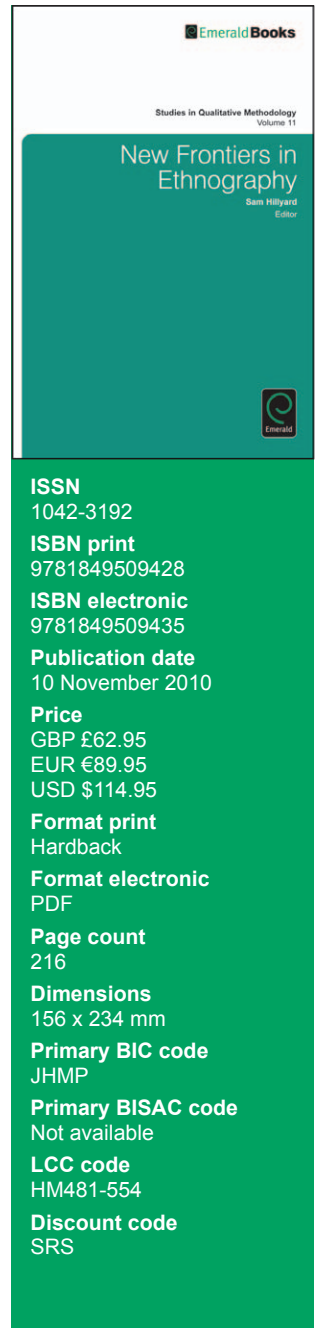 Emerald Books
Studies in Qualitative Methodology
Volume 11
New Frontiers in
Ethnography
Sam Hillyard
Editor
Emerald
ISSN
1042-3192
ISBN print
9781849509428
ISBN electronic
9781849509435
Publication date
10 November 2010
Price
GBP £62.95
EUR €89.95
USD $114.95
Format print
Hardback
Format electronic
PDF
Page count
216
Dimensions
156 x 234 mm
Primary BIC code
JHMP
Primary BISAC code
Not available
LCC code
HM481-554
Discount code
SRS